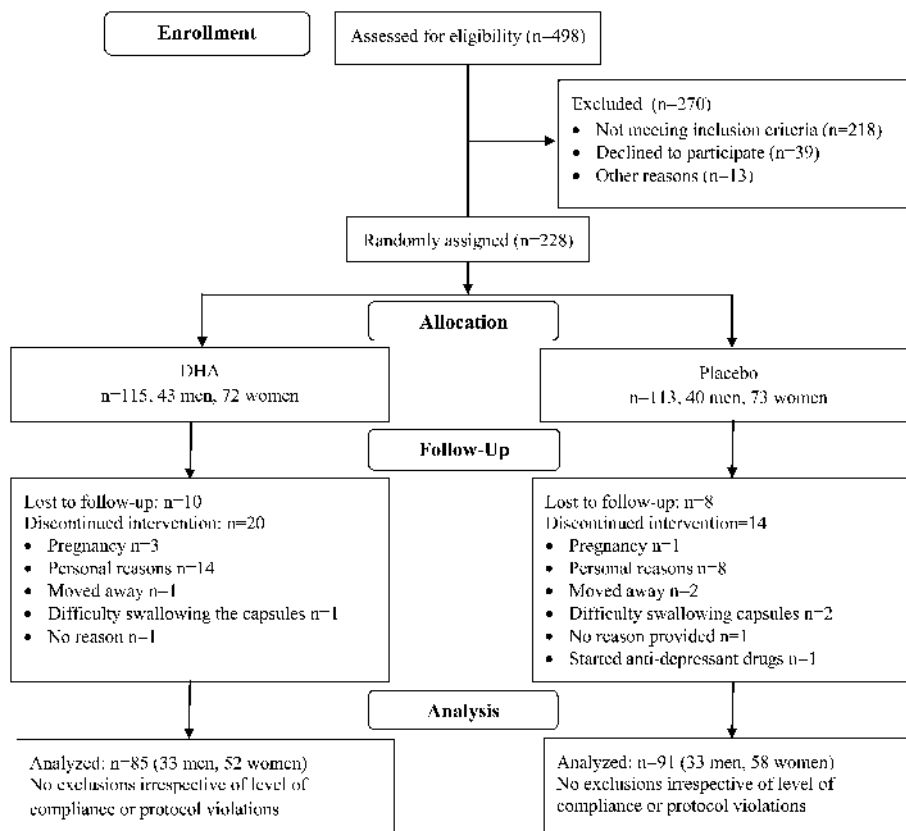 Enrollment
Assessed for eligibility (n–498)
Excluded (n–270)
• Not meeting inclusion criteria (n=218)
• Declined to participate (n=39)
• Other reasons (n–13)
Randomly assigned (n=228)
Allocation
DHA
n=115, 43 men, 72 women
Placebo
n–113, 40 men, 73 women
Follow-Up
Lost to follow-up: n=10
Discontinued intervention: n=20
• Pregnancy n=3
• Personal reasons n=14
• Moved away n–1
• Difficulty swallowing the capsules n=1
• No reason n–1
Lost to follow-up: n=8
Discontinued intervention=14
• Pregnancy n=1
• Personal reasons n=8
• Moved away n–2
• Difficulty swallowing capsules n=2
• No reason provided n=1
• Started anti-depressant drugs n–1
Analysis
Analyzed: n=85 (33 men, 52 women)
No exclusions irrespective of level of
compliance or protocol violations
Analyzed: n–91 (33 men, 58 women)
No exclusions irrespective of level of
compliance or protocol violations